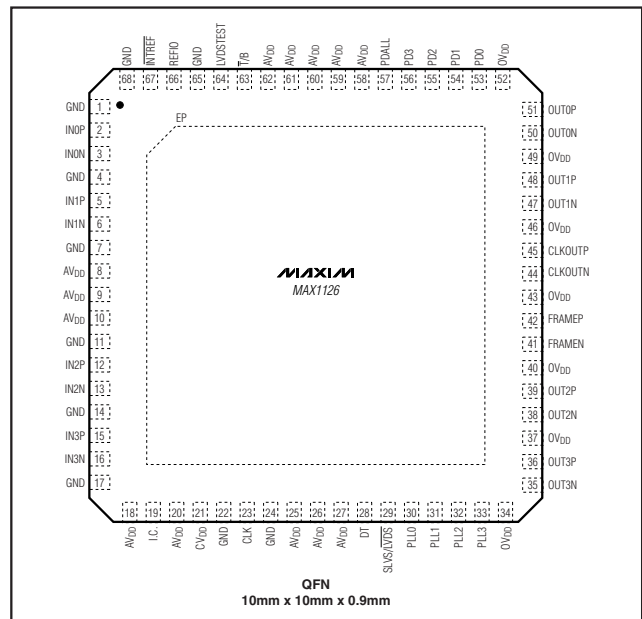 GND
INTREF
REFIO
GND
LVDSTEST
T/B
AVDD
AVDD
AVDD
AVDD
AVDD
PDALL
PD3
PD2
PD1
PD0
OVDD
68 67 66 65 64 63 62 61 60 59 58 57 56 55 54 53 52
GND 1
IN0P 2
IN0N 3
GND 4
IN1P 5
IN1N 6
GND 7
AVDD 8
AVDD 9
AVDD 10
GND 11
IN2P 12
IN2N 13
GND 14
IN3P 15
IN3N 16
GND 17
EP
MAXIM
MAX1126
51 OUT0P
50 OUT0N
49 OVDD
48 OUT1P
47 OUT1N
46 OVDD
45 CLKOUTP
44 CLKOUTN
43 OVDD
42 FRAMEP
41 FRAMEN
40 OVDD
39 OUT2P
38 OUT2N
37 OVDD
36 OUT3P
35 OUT3N
18 19 20 21 22 23 24 25 26 27 28 29 30 31 32 33 34
AVDD
I.C.
AVDD
CVDD
GND
CLK
GND
AVDD
AVDD
AVDD
DT
SLVS/LVDS
PLL0
PLL1
PLL2
PLL3
OVDD
QFN
10mm x 10mm x 0.9mm